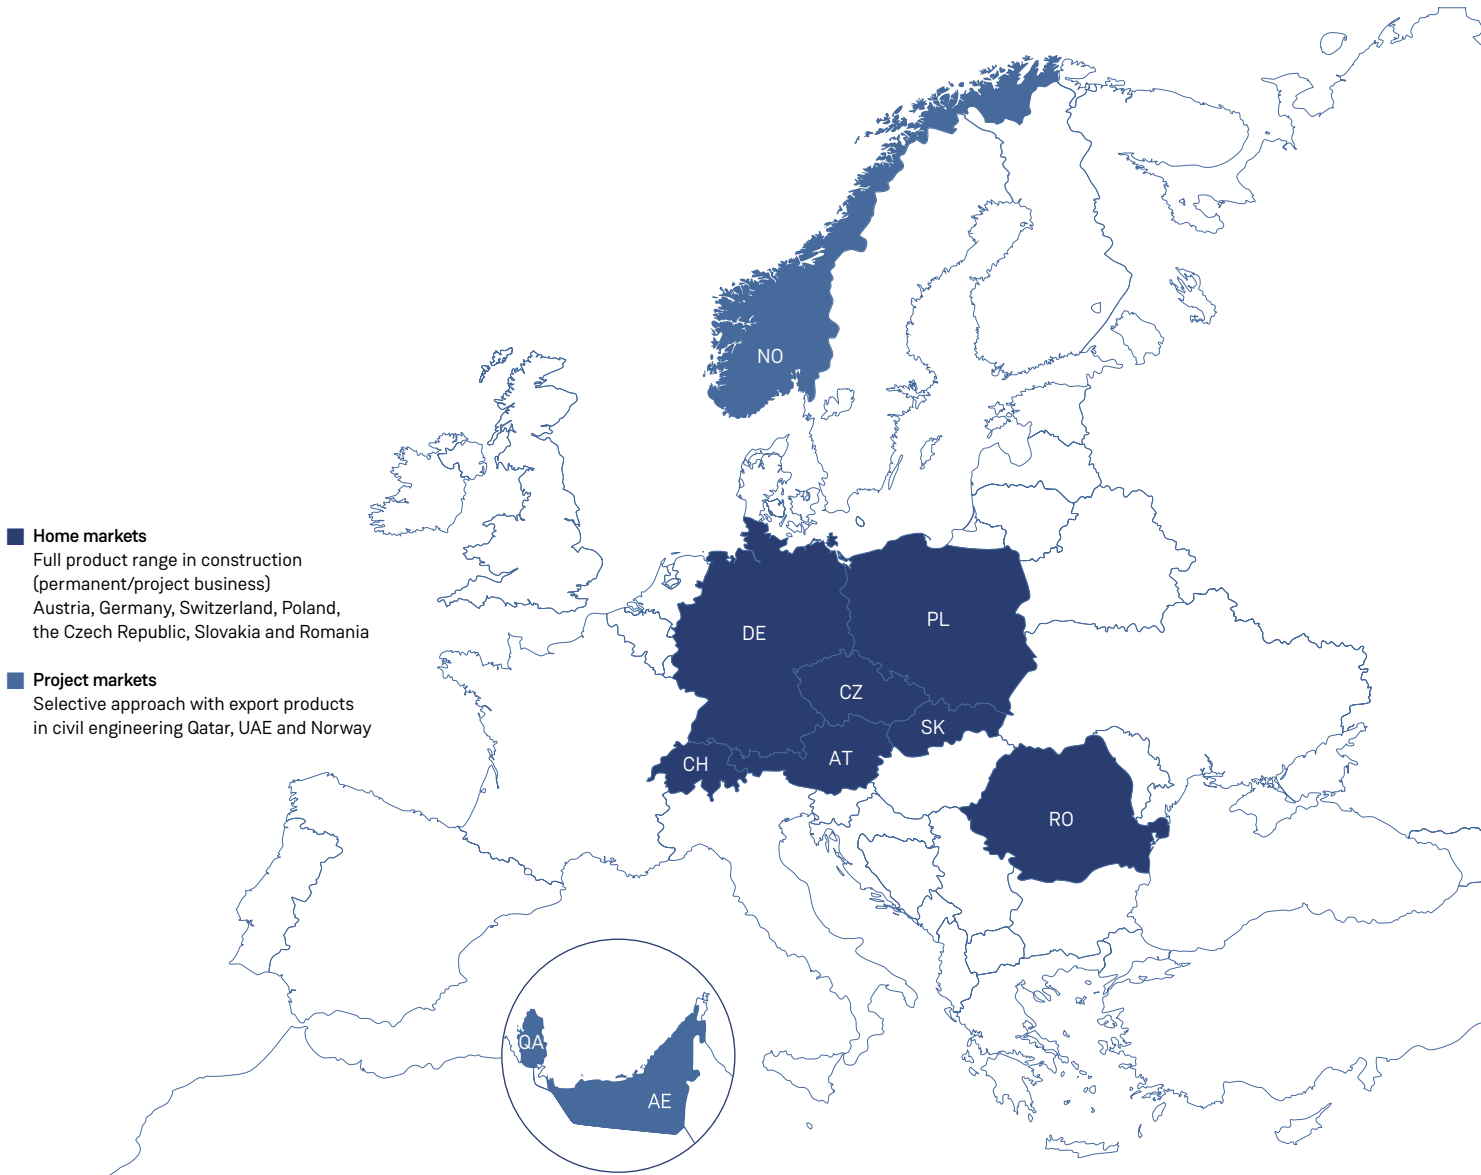 NO
Home markets
Full product range in construction
(permanent/project business)
Austria, Germany, Switzerland, Poland,
the Czech Republic, Slovakia and Romania
Project markets
Selective approach with export products
in civil engineering Qatar, UAE and Norway
DE
PL
CZ
SK
CH
AT
RO
QA
AE